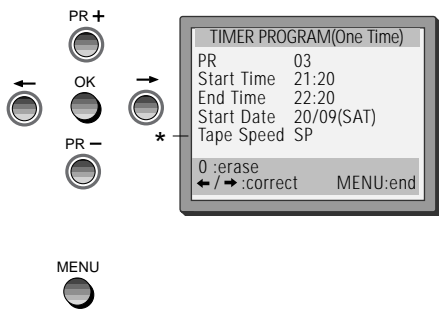 PR +
OK
PR −
MENU
*
TIMER PROGRAM(One Time)
PR 03
Start Time 21:20
End Time 22:20
Start Date 20/09(SAT)
Tape Speed SP
0 :erase
←/→ :correct MENU:end